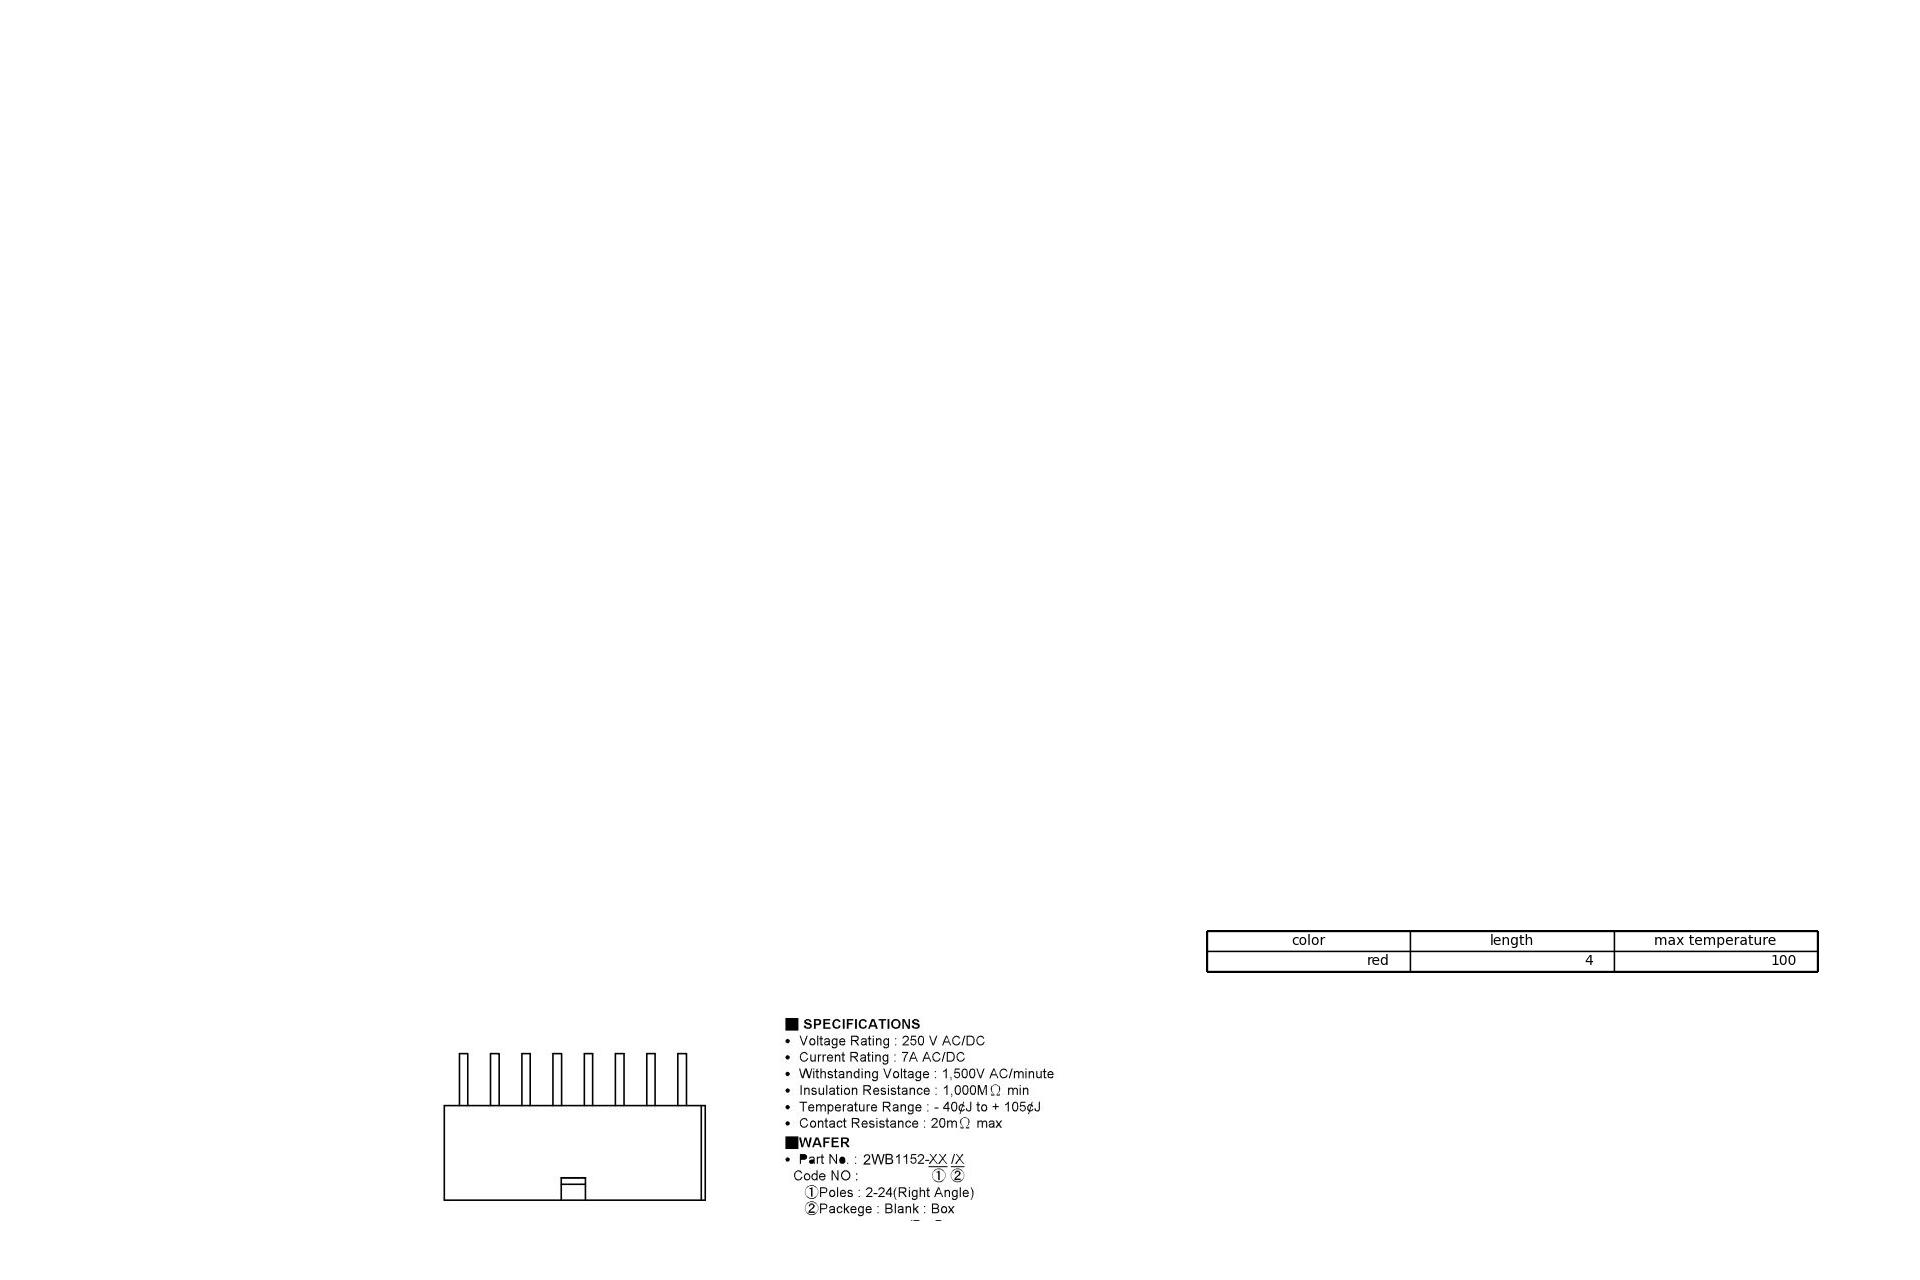 color length max temperature
red 4 100
■ SPECIFICATIONS
• Voltage Rating : 250 V AC/DC
• Current Rating : 7A AC/DC
• Withstanding Voltage : 1,500V AC/minute
• Insulation Resistance : 1,000MΩ min
• Temperature Range : - 40¢J to + 105¢J
• Contact Resistance : 20mΩ max
■WAFER
• Part No. : 2WB1152-XX /X
Code NO : ① ②
①Poles : 2-24(Right Angle)
②Packege : Blank : Box